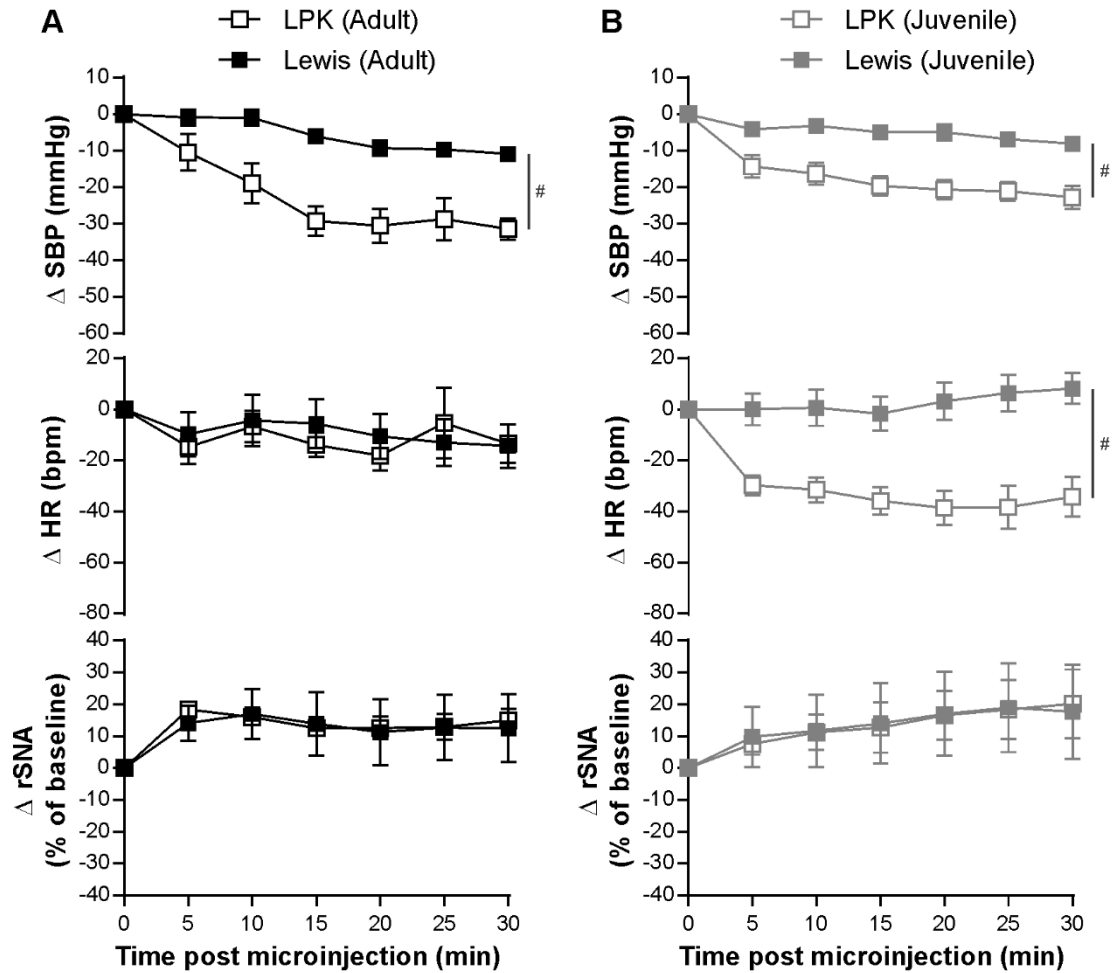 A
LPK (Adult)
Lewis (Adult)
B
LPK (Juvenile)
Lewis (Juvenile)
Δ SBP (mmHg)
10
0
-10
-20
-30
-40
-50
-60
#
Δ SBP (mmHg)
10
0
-10
-20
-30
-40
-50
-60
#
Δ HR (bpm)
20
0
-20
-40
-60
-80
Δ HR (bpm)
20
0
-20
-40
-60
-80
#
Δ rSNA
(% of baseline)
40
30
20
10
0
-10
-20
-30
-40
0 5 10 15 20 25 30
Time post microinjection (min)
Δ rSNA
(% of baseline)
40
30
20
10
0
-10
-20
-30
-40
0 5 10 15 20 25 30
Time post microinjection (min)